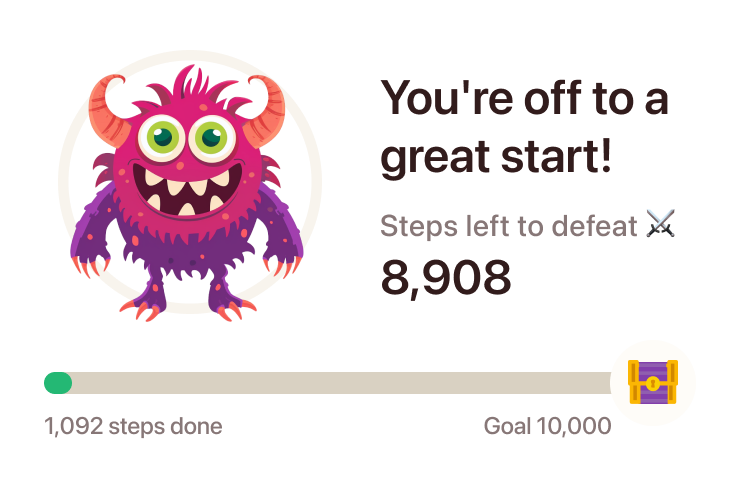 You're off to a
great start!
Steps left to defeat ⚔️
8,908
1,092 steps done
Goal 10,000